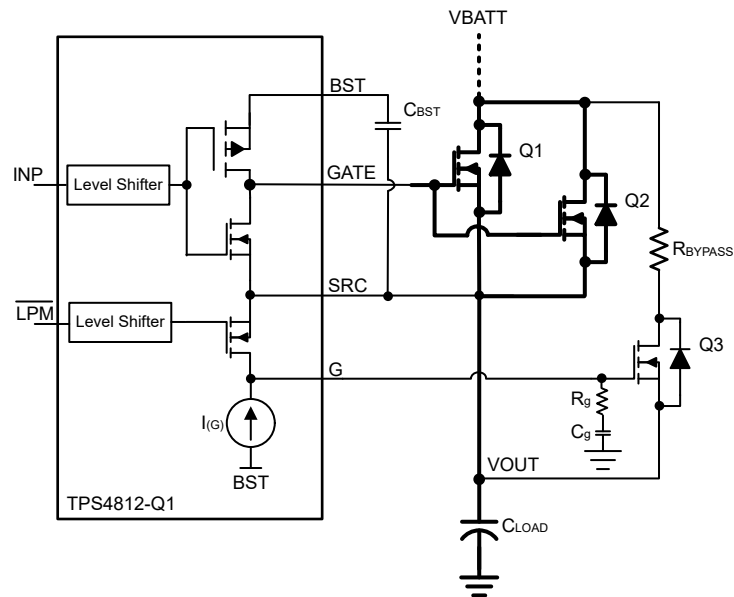 VBATT
BST
CBST
INP
Level Shifter
GATE
Q1
Q2
RBYPASS
SRC
LPM
Level Shifter
Q3
G
Rg
I(G)
Cg
BST
VOUT
TPS4812-Q1
CLOAD